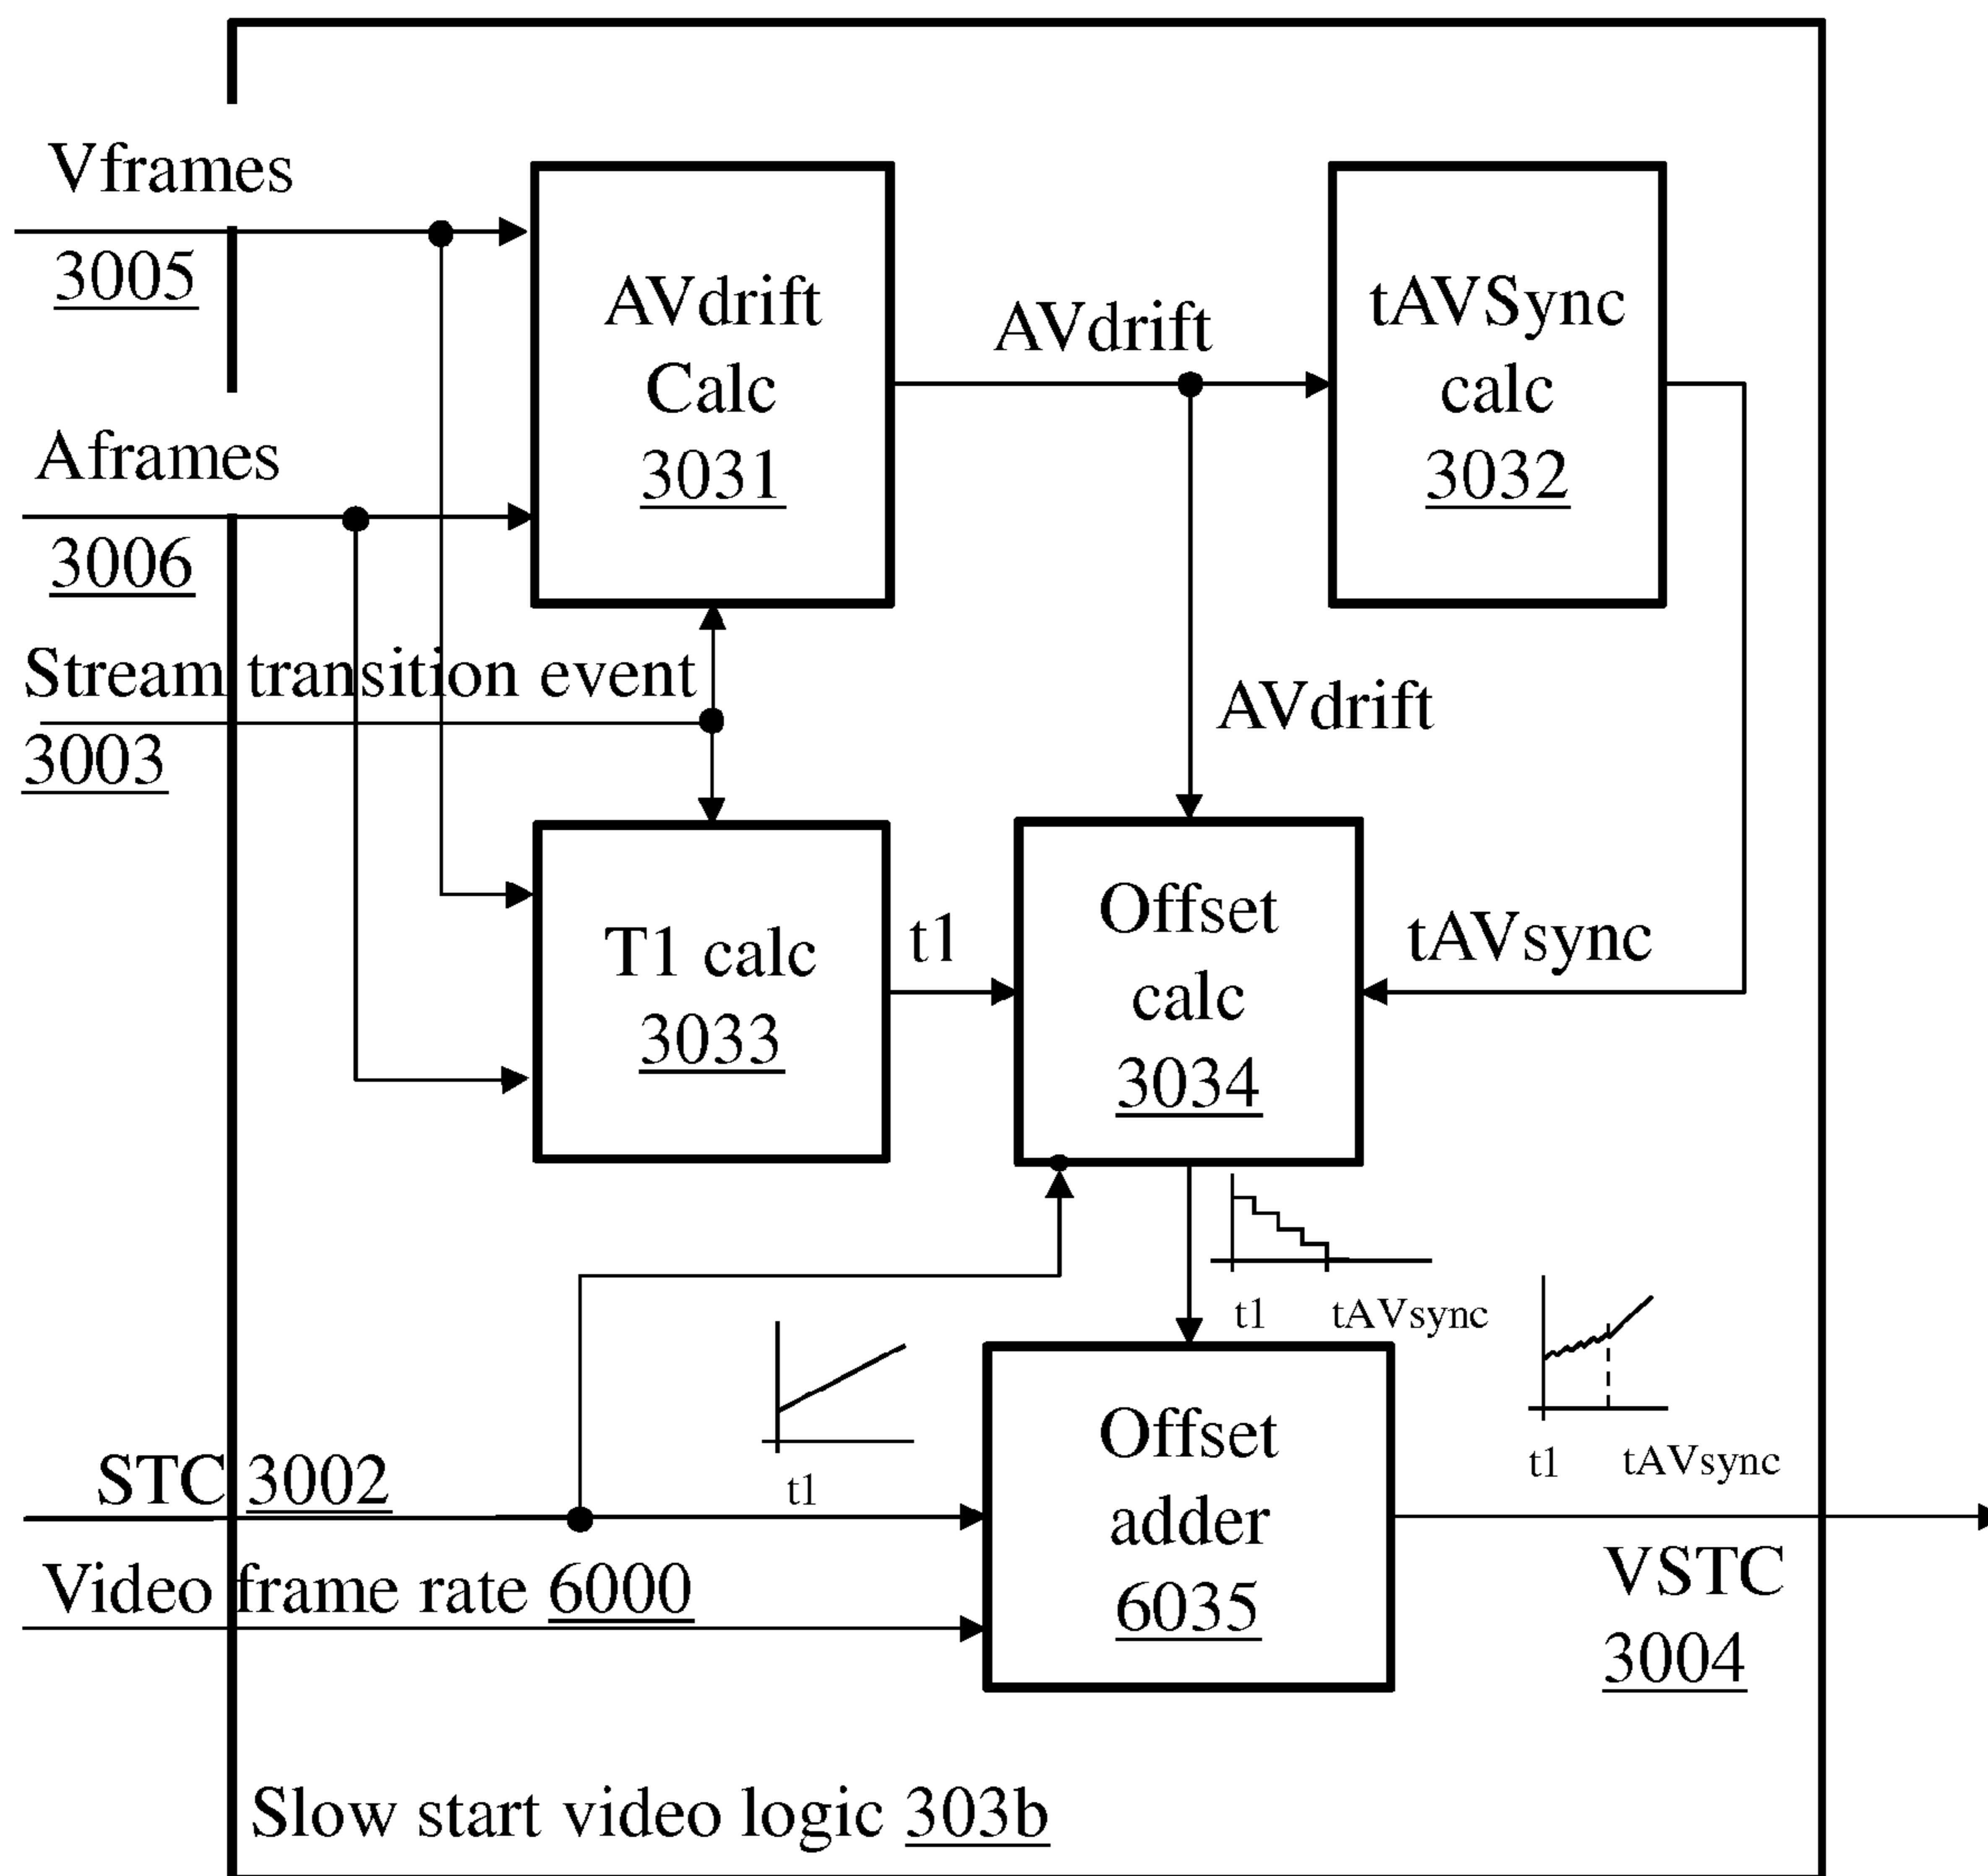 Vframes
3005
AVdrift
Calc
3031
AVdrift
tAVSync
calc
3032
Aframes
3006
Stream transition event
3003
AVdrift
T1 calc
3033
t1
Offset
calc
3034
tAVsync
t1 tAVsync
t1
t1 tAVsync
STC 3002
Video frame rate 6000
Offset
adder
6035
VSTC
3004
Slow start video logic 303b